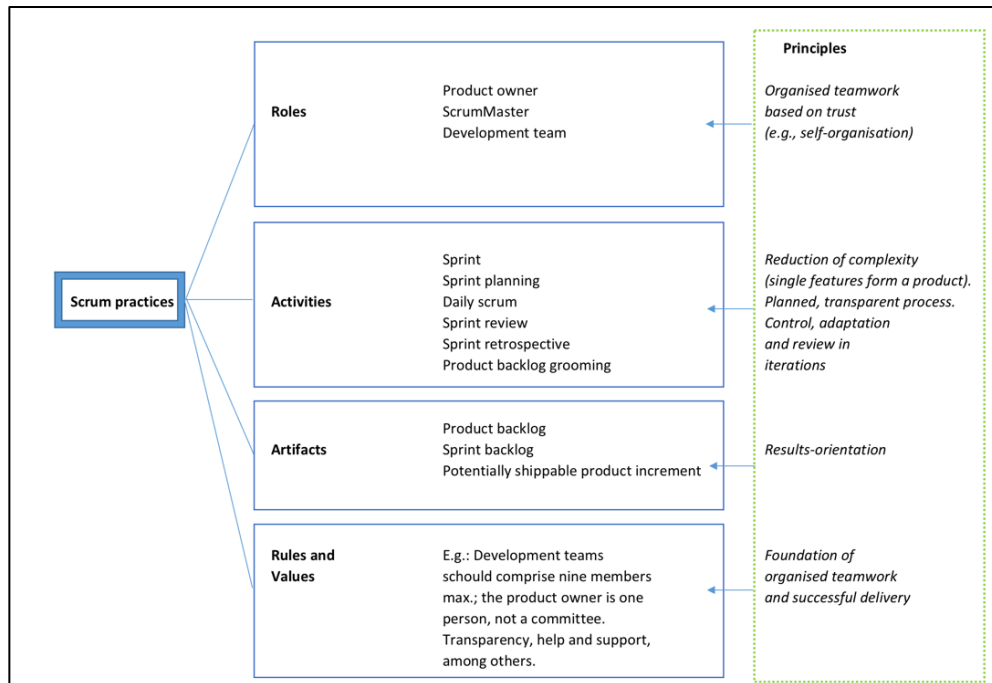 Scrum practices
Roles
Product owner
ScrumMaster
Development team
Activities
Sprint
Sprint planning
Daily scrum
Sprint review
Sprint retrospective
Product backlog grooming
Artifacts
Product backlog
Sprint backlog
Potentially shippable product increment
Rules and
Values
E.g.: Development teams
schould comprise nine members
max.; the product owner is one
person, not a committee.
Transparency, help and support,
among others.
Principles
Organised teamwork
based on trust
(e.g., self-organisation)
Reduction of complexity
(single features form a product).
Planned, transparent process.
Control, adaptation
and review in
iterations
Results-orientation
Foundation of
organised teamwork
and successful delivery